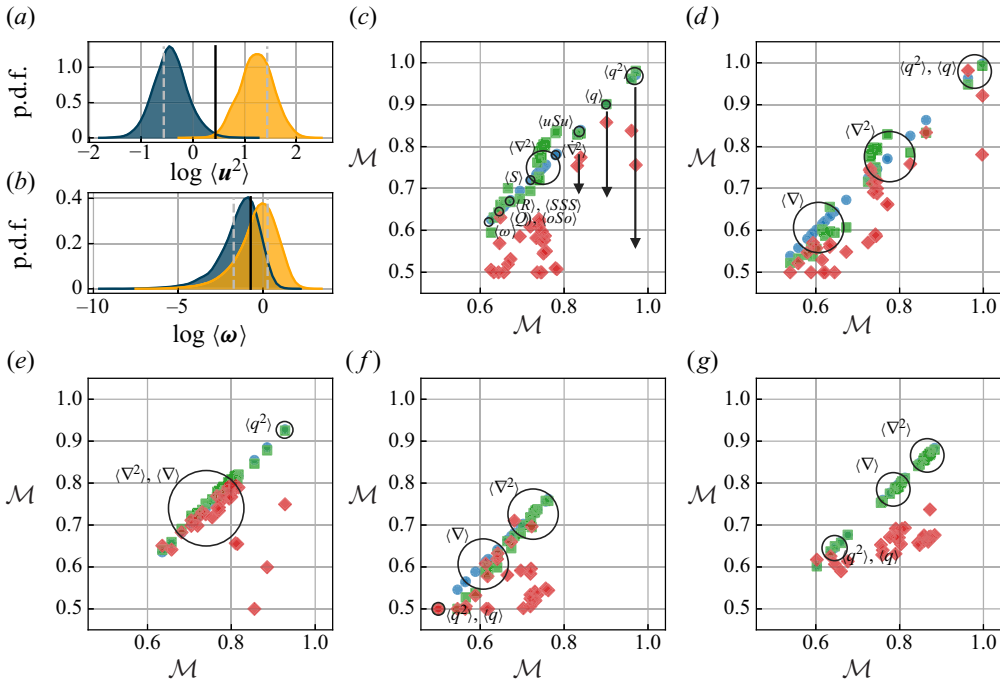 (a)
p.d.f.
1.0
0.5
0
−2
−1
0
1
2
log ⟨u²⟩
(b)
p.d.f.
0.4
0.2
0
−10
−5
0
log ⟨ω⟩
(c)
ℳ
1.0
0.9
0.8
0.7
0.6
0.5
0.6
0.8
1.0
ℳ
⟨q²⟩
⟨q⟩
⟨uSu⟩
⟨∇²⟩
⟨∇²⟩
⟨S⟩
⟨R⟩, ⟨SSS⟩
⟨Q⟩, ⟨oSo⟩
⟨ω⟩
(d)
ℳ
1.0
0.9
0.8
0.7
0.6
0.5
0.6
0.8
1.0
ℳ
⟨q²⟩, ⟨q⟩
⟨∇²⟩
⟨∇⟩
(e)
ℳ
1.0
0.9
0.8
0.7
0.6
0.5
0.6
0.8
1.0
ℳ
⟨q²⟩
⟨∇²⟩, ⟨∇⟩
(f)
ℳ
1.0
0.9
0.8
0.7
0.6
0.5
0.6
0.8
1.0
ℳ
⟨∇²⟩
⟨∇⟩
⟨q²⟩, ⟨q⟩
(g)
ℳ
1.0
0.9
0.8
0.7
0.6
0.5
0.6
0.8
1.0
ℳ
⟨∇²⟩
⟨∇⟩
⟨q²⟩, ⟨q⟩